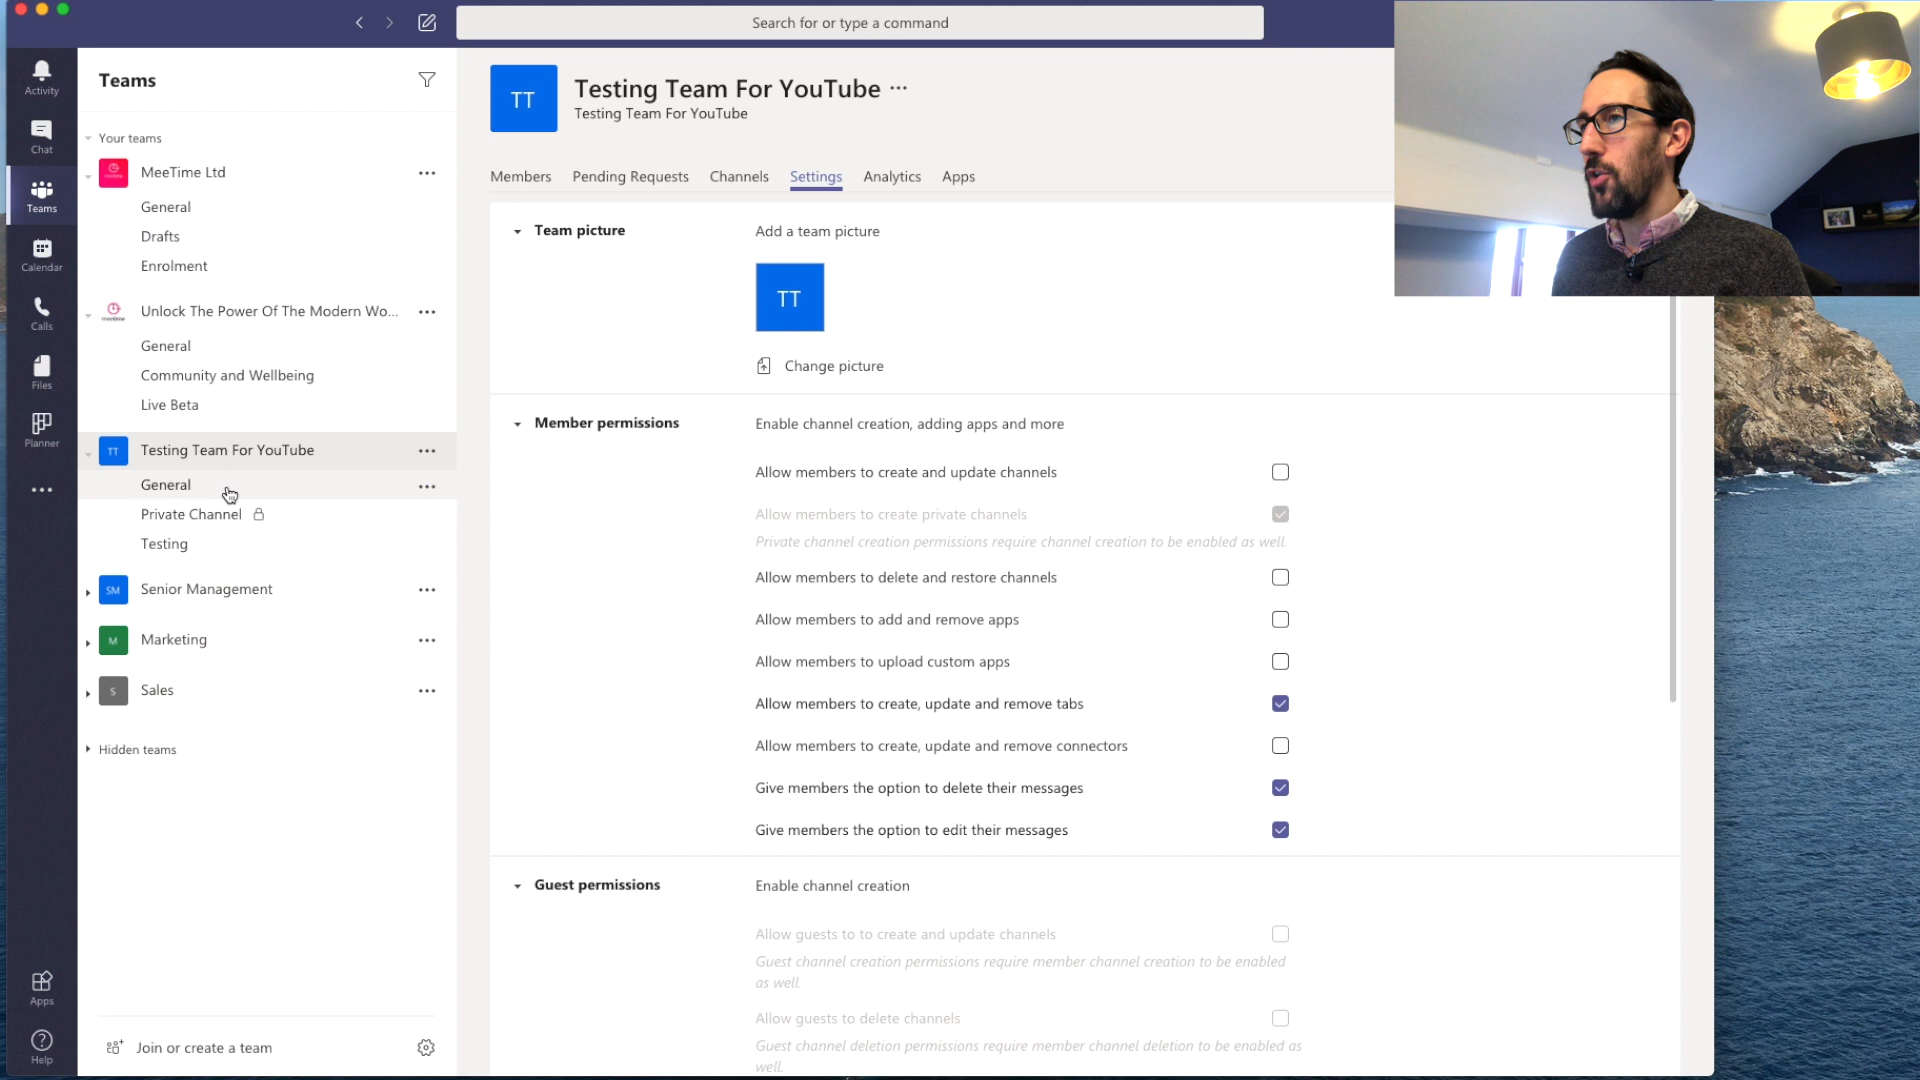 Search for or type a command
Activity
Chat
Teams
Calendar
Calls
Files
Planner
Apps
Help
Teams
Your teams
MeeTime Ltd
General
Drafts
Enrolment
Unlock The Power Of The Modern Wo...
General
Community and Wellbeing
Live Beta
TT
Testing Team For YouTube
General
Private Channel
Testing
SM
Senior Management
M
Marketing
S
Sales
Hidden teams
Join or create a team
TT
Testing Team For YouTube
Testing Team For YouTube
Members
Pending Requests
Channels
Settings
Analytics
Apps
Team picture
Add a team picture
TT
Change picture
Member permissions
Enable channel creation, adding apps and more
Allow members to create and update channels
Allow members to create private channels
Private channel creation permissions require channel creation to be enabled as well.
Allow members to delete and restore channels
Allow members to add and remove apps
Allow members to upload custom apps
Allow members to create, update and remove tabs
Allow members to create, update and remove connectors
Give members the option to delete their messages
Give members the option to edit their messages
Guest permissions
Enable channel creation
Allow guests to to create and update channels
Guest channel creation permissions require member channel creation to be enabled
as well.
Allow guests to delete channels
Guest channel deletion permissions require member channel deletion to be enabled as
well.